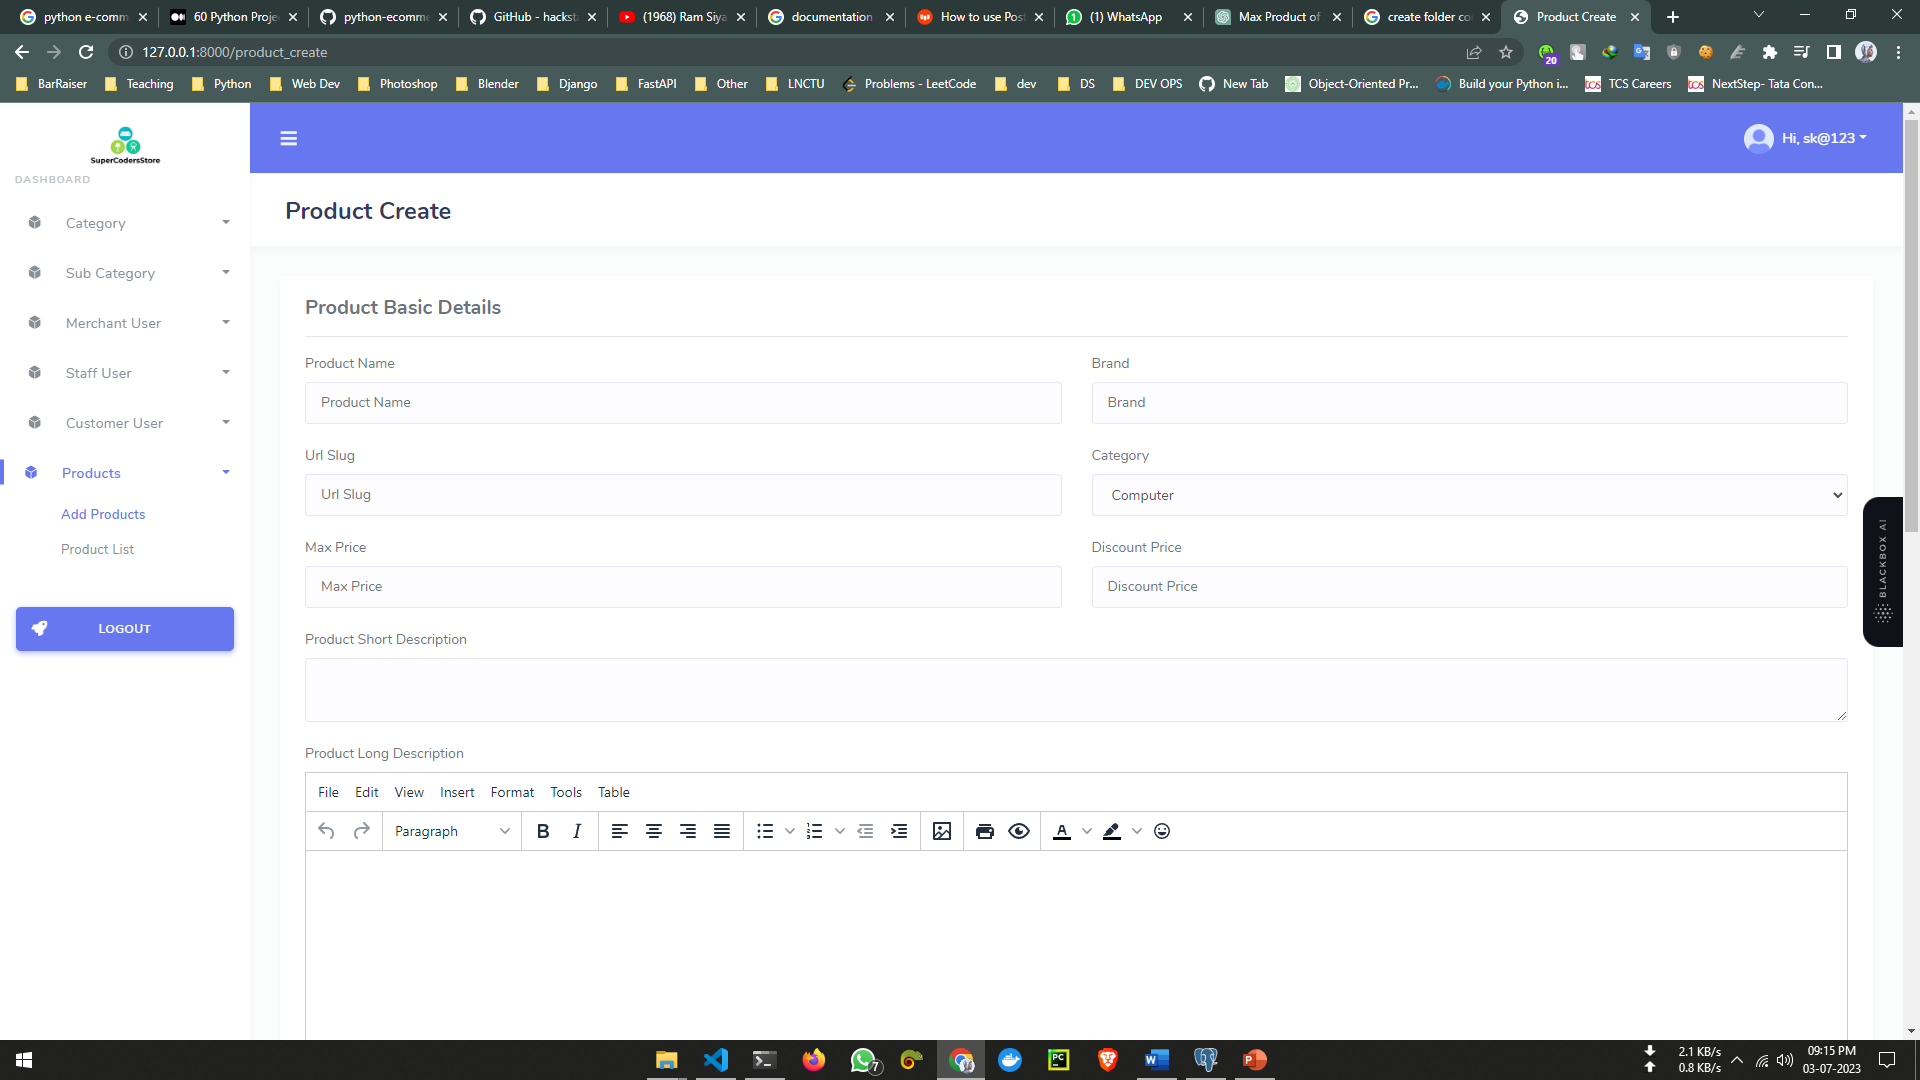 python e-comm
60 Python Proje
python-ecomme
GitHub - hacksta
(1968) Ram Siya
documentation
How to use Post
(1) WhatsApp
Max Product of
create folder co
Product Create
127.0.0.1:8000/product_create
20
BarRaiser
Teaching
Python
Web Dev
Photoshop
Blender
Django
FastAPI
Other
LNCTU
Problems - LeetCode
dev
DS
DEV OPS
New Tab
Object-Oriented Pr...
Build your Python i...
TCS Careers
NextStep- Tata Con...
SuperCodersStore
DASHBOARD
Category
Sub Category
Merchant User
Staff User
Customer User
Products
Add Products
Product List
LOGOUT
Hi, sk@123
Product Create
Product Basic Details
Product Name
Brand
Product Name
Brand
Url Slug
Category
Url Slug
Computer
Max Price
Discount Price
Max Price
Discount Price
Product Short Description
Product Long Description
File Edit View Insert Format Tools Table
Paragraph
BLACKBOX AI
7
2.1 KB/s
0.8 KB/s
09:15 PM
03-07-2023